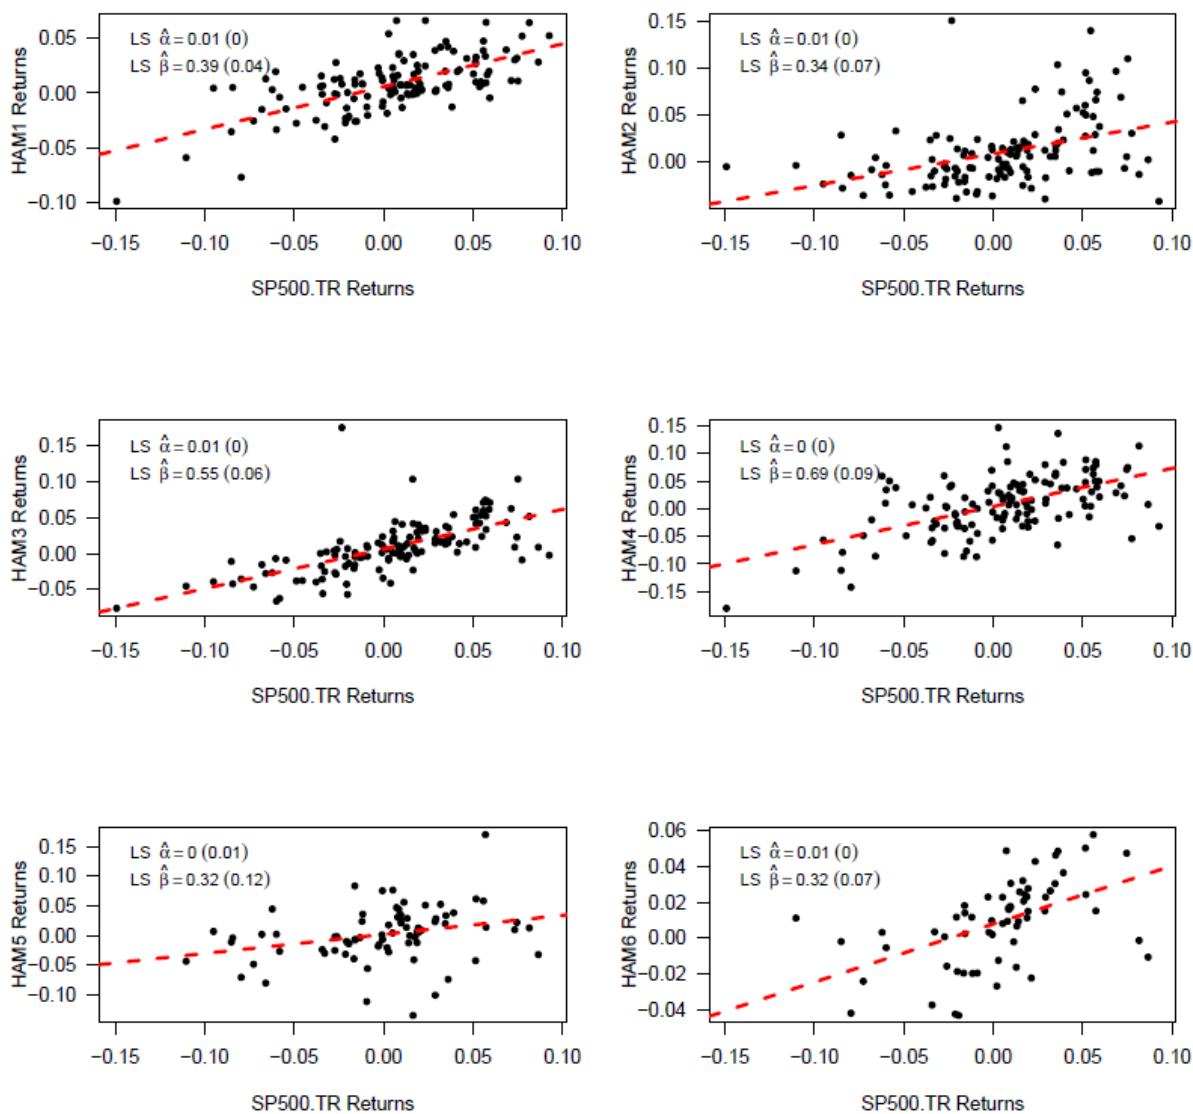 LS α̂ = 0.01 (0)
LS β̂ = 0.39 (0.04)
HAM1 Returns
0.05
0.00
−0.05
−0.10
−0.15
−0.10
−0.05
0.00
0.05
0.10
SP500.TR Returns
LS α̂ = 0.01 (0)
LS β̂ = 0.34 (0.07)
HAM2 Returns
0.15
0.10
0.05
0.00
−0.15
−0.10
−0.05
0.00
0.05
0.10
SP500.TR Returns
LS α̂ = 0.01 (0)
LS β̂ = 0.55 (0.06)
HAM3 Returns
0.15
0.10
0.05
0.00
−0.05
−0.15
−0.10
−0.05
0.00
0.05
0.10
SP500.TR Returns
LS α̂ = 0 (0)
LS β̂ = 0.69 (0.09)
HAM4 Returns
0.15
0.10
0.05
0.00
−0.05
−0.10
−0.15
−0.15
−0.10
−0.05
0.00
0.05
0.10
SP500.TR Returns
LS α̂ = 0 (0.01)
LS β̂ = 0.32 (0.12)
HAM5 Returns
0.15
0.10
0.05
0.00
−0.05
−0.10
−0.15
−0.10
−0.05
0.00
0.05
0.10
SP500.TR Returns
LS α̂ = 0.01 (0)
LS β̂ = 0.32 (0.07)
HAM6 Returns
0.06
0.04
0.02
0.00
−0.02
−0.04
−0.15
−0.10
−0.05
0.00
0.05
0.10
SP500.TR Returns